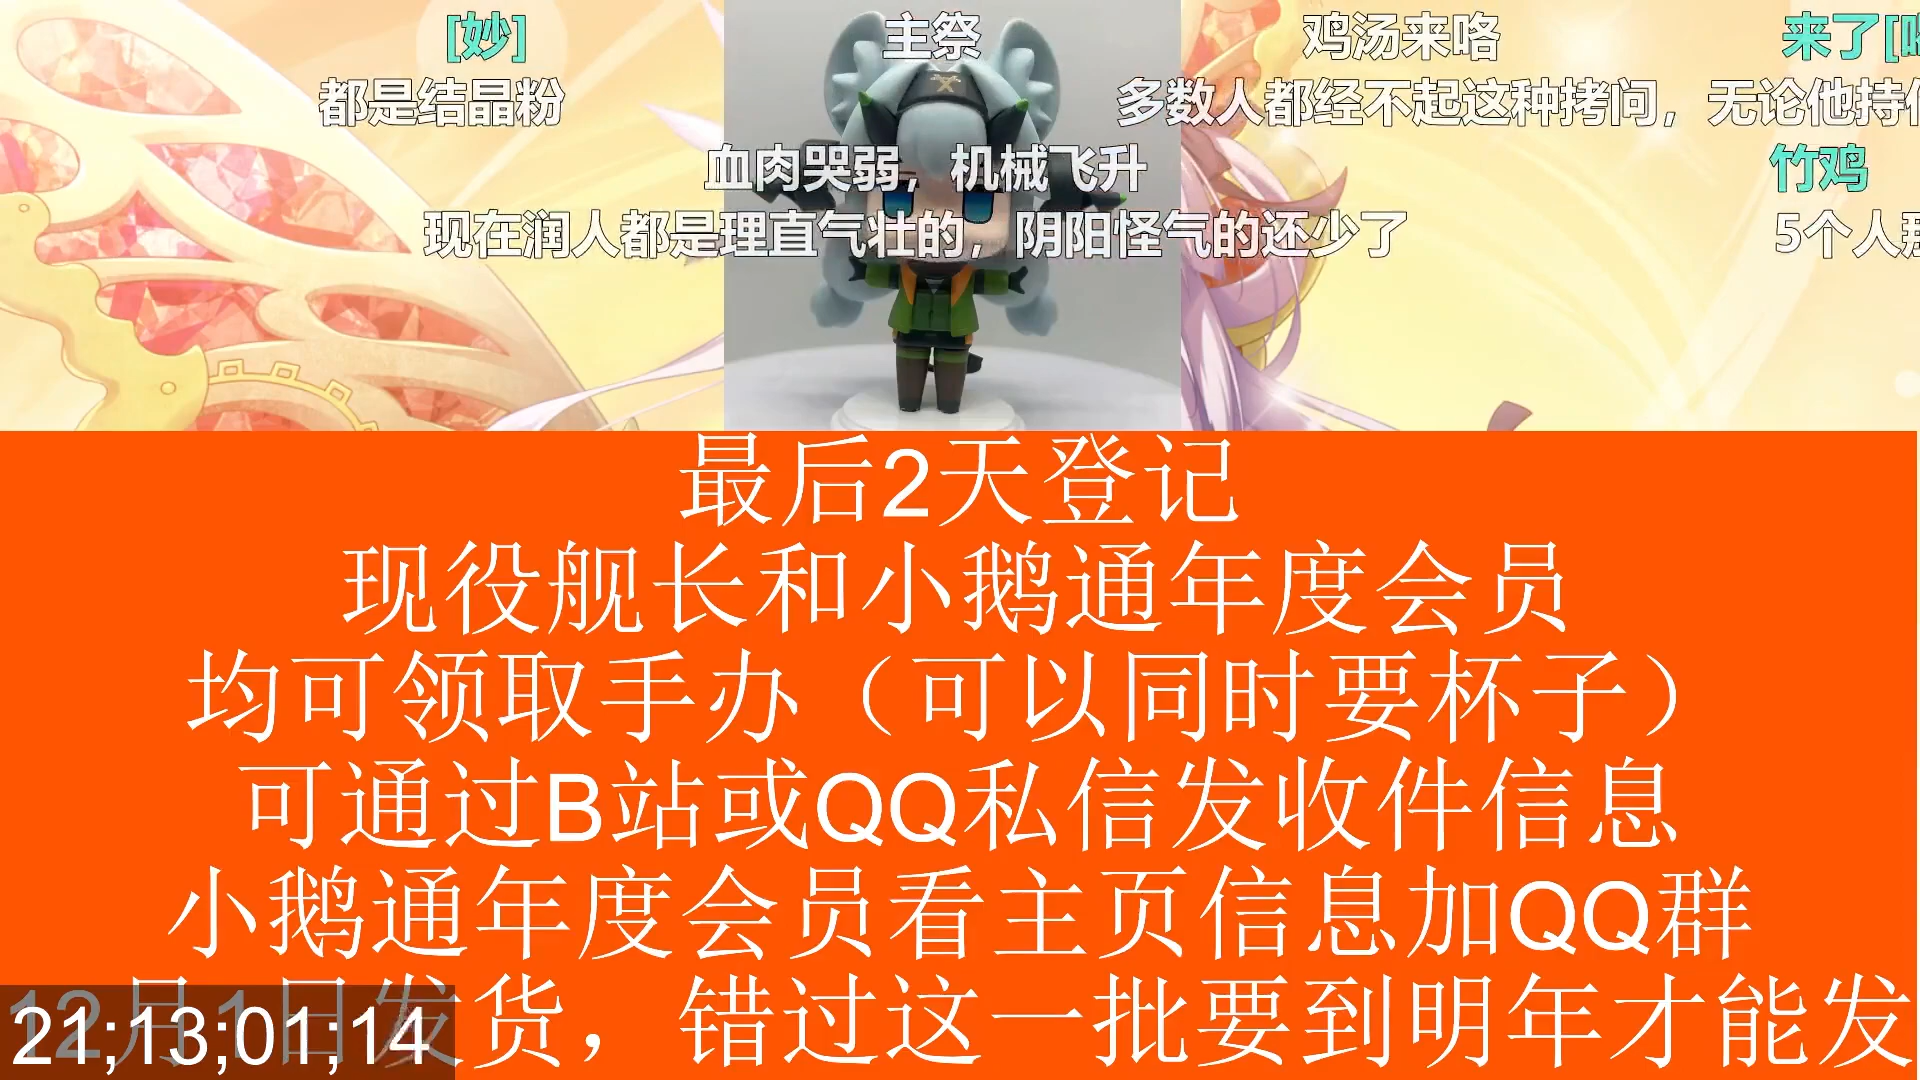 [妙]
主祭
鸡汤来咯
来了[
都是结晶粉
多数人都经不起这种拷问，无论他持
竹鸡
血肉哭弱，机械飞升
现在润人都是理直气壮的，阴阳怪气的还少了
5个人
最后2天登记
现役舰长和小鹅通年度会员
均可领取手办（可以同时要杯子）
可通过B站或QQ私信发收件信息
小鹅通年度会员看主页信息加QQ群
12月1日发货，错过这一批要到明年才能发
21;13;01;14